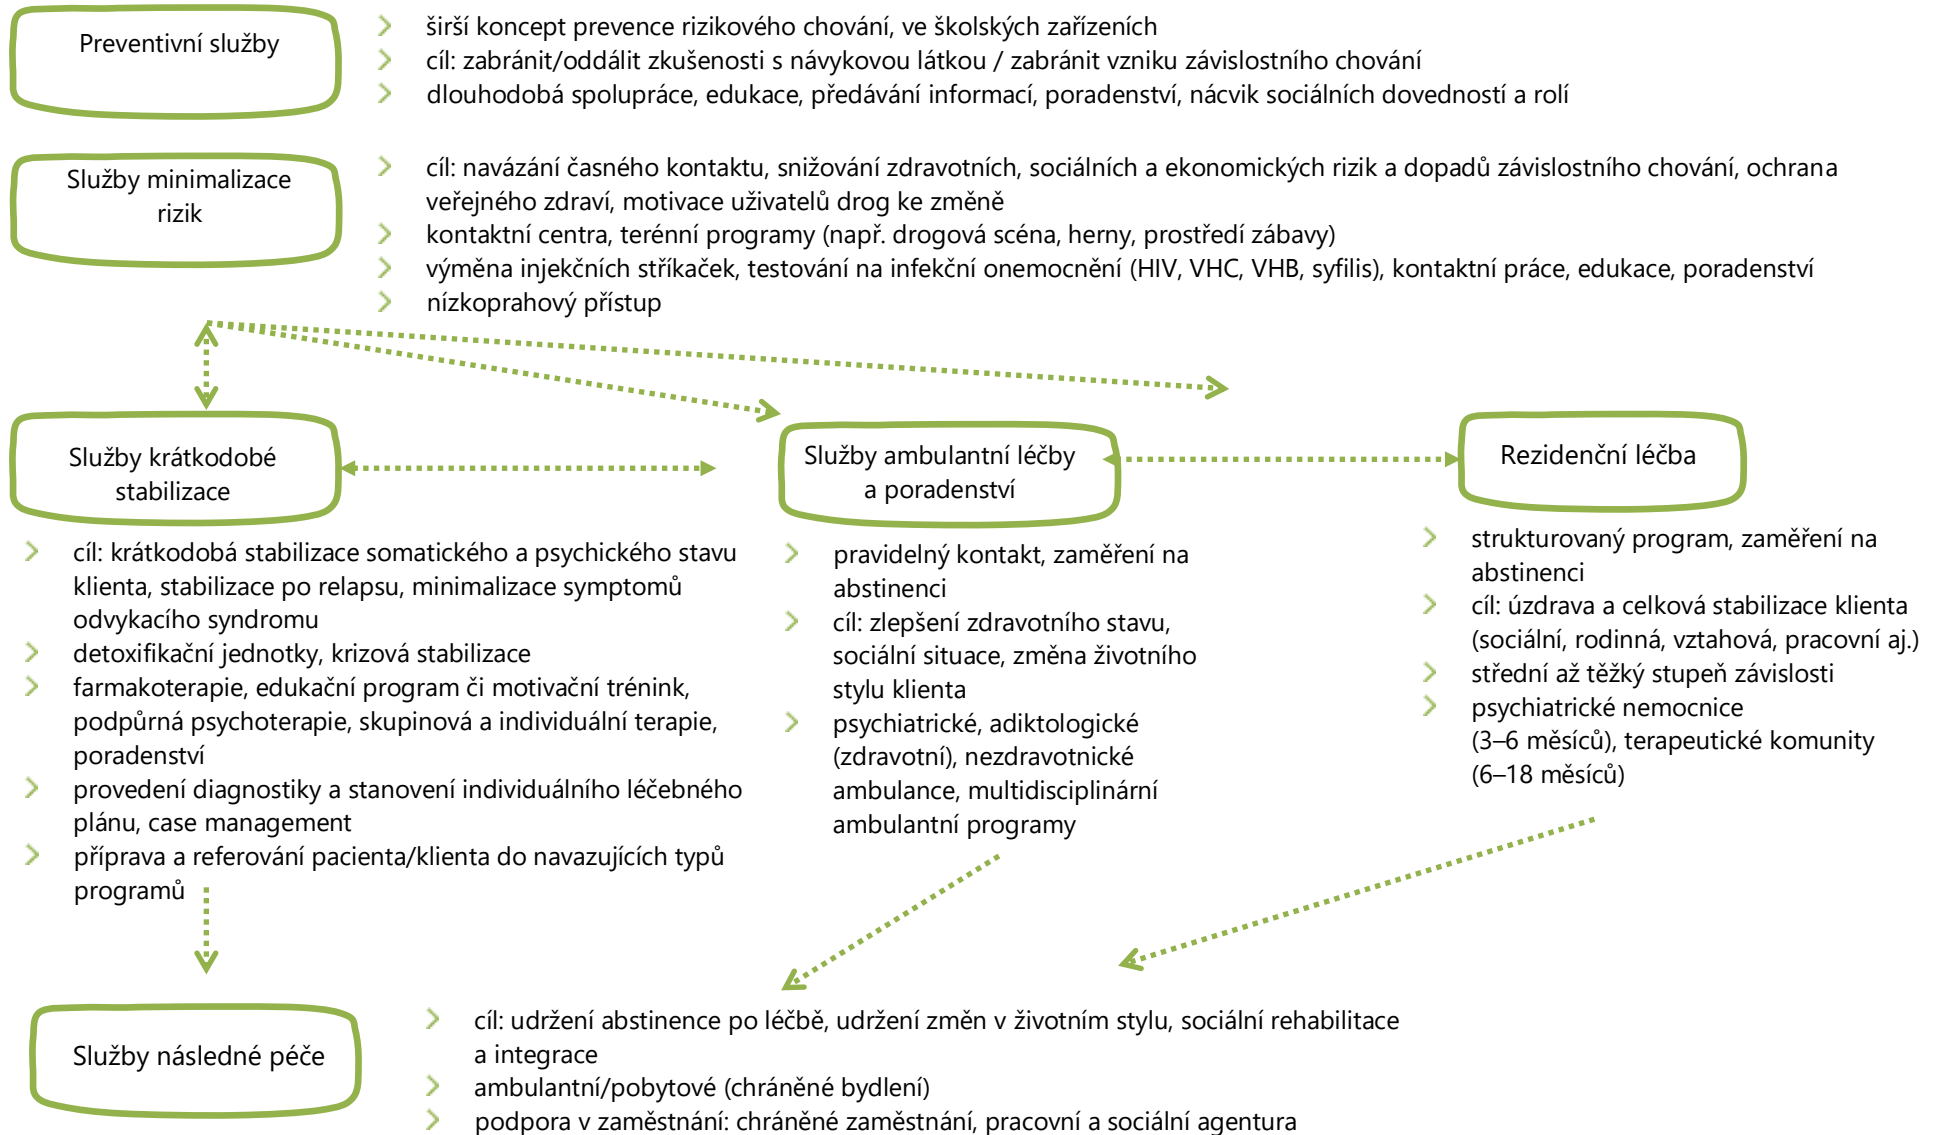 Preventivní služby
širší koncept prevence rizikového chování, ve školských zařízeních
cíl: zabránit/oddálit zkušenosti s návykovou látkou / zabránit vzniku závislostního chování
dlouhodobá spolupráce, edukace, předávání informací, poradenství, nácvik sociálních dovedností a rolí
Služby minimalizace
rizik
cíl: navázání časného kontaktu, snižování zdravotních, sociálních a ekonomických rizik a dopadů závislostního chování, ochrana
veřejného zdraví, motivace uživatelů drog ke změně
kontaktní centra, terénní programy (např. drogová scéna, herny, prostředí zábavy)
výměna injekčních stříkaček, testování na infekční onemocnění (HIV, VHC, VHB, syfilis), kontaktní práce, edukace, poradenství
nízkoprahový přístup
Služby krátkodobé
stabilizace
cíl: krátkodobá stabilizace somatického a psychického stavu
klienta, stabilizace po relapsu, minimalizace symptomů
odvykacího syndromu
detoxifikační jednotky, krizová stabilizace
farmakoterapie, edukační program či motivační trénink,
podpůrná psychoterapie, skupinová a individuální terapie,
poradenství
provedení diagnostiky a stanovení individuálního léčebného
plánu, case management
příprava a referování pacienta/klienta do navazujících typů
programů
Služby ambulantní léčby
a poradenství
pravidelný kontakt, zaměření na
abstinenci
cíl: zlepšení zdravotního stavu,
sociální situace, změna životního
stylu klienta
psychiatrické, adiktologické
(zdravotní), nezdravotnické
ambulance, multidisciplinární
ambulantní programy
Rezidenční léčba
strukturovaný program, zaměření na
abstinenci
cíl: úzdrava a celková stabilizace klienta
(sociální, rodinná, vztahová, pracovní aj.)
střední až těžký stupeň závislosti
psychiatrické nemocnice
(3–6 měsíců), terapeutické komunity
(6–18 měsíců)
Služby následné péče
cíl: udržení abstinence po léčbě, udržení změn v životním stylu, sociální rehabilitace
a integrace
ambulantní/pobytové (chráněné bydlení)
podpora v zaměstnání: chráněné zaměstnání, pracovní a sociální agentura